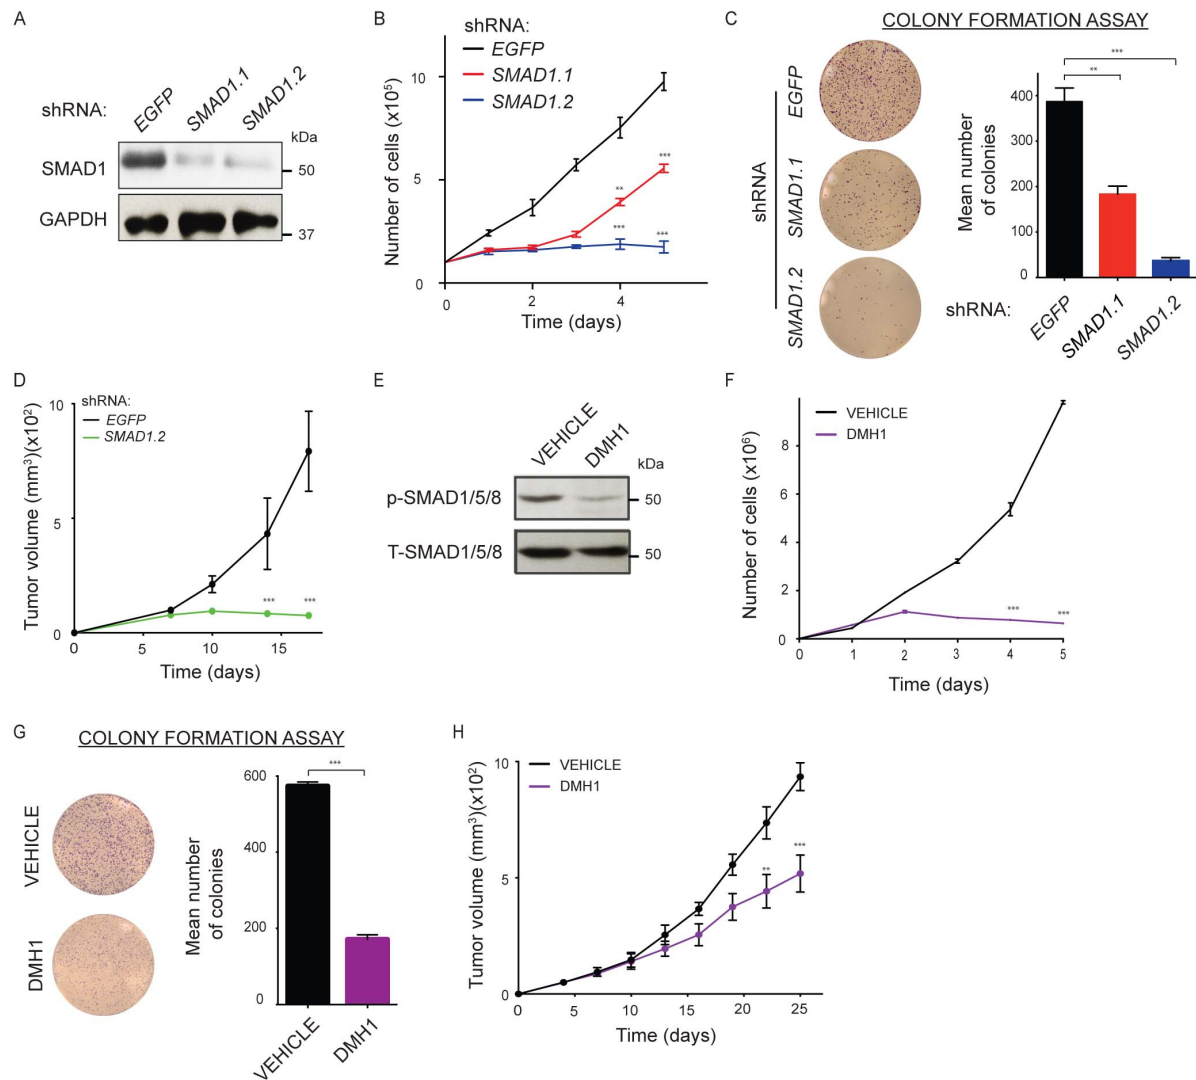 A
shRNA:
EGFP
SMAD1.1
SMAD1.2
kDa
SMAD1
50
GAPDH
37
B
shRNA:
EGFP
SMAD1.1
SMAD1.2
Number of cells (x10⁵)
10
5
0
**
***
***
***
0
2
4
Time (days)
C
COLONY FORMATION ASSAY
shRNA
EGFP
SMAD1.1
SMAD1.2
***
**
Mean number
of colonies
400
300
200
100
0
shRNA:
EGFP
SMAD1.1
SMAD1.2
D
shRNA:
EGFP
SMAD1.2
Tumor volume (mm³)(x10²)
10
5
0
***
***
0
5
10
15
Time (days)
E
VEHICLE
DMH1
kDa
p-SMAD1/5/8
50
T-SMAD1/5/8
50
F
VEHICLE
DMH1
Number of cells (x10⁶)
8
6
4
2
0
***
***
0
1
2
3
4
5
Time (days)
G
COLONY FORMATION ASSAY
VEHICLE
DMH1
***
Mean number
of colonies
600
400
200
0
VEHICLE
DMH1
H
VEHICLE
DMH1
Tumor volume (mm³)(x10²)
10
5
0
**
***
0
5
10
15
20
25
Time (days)